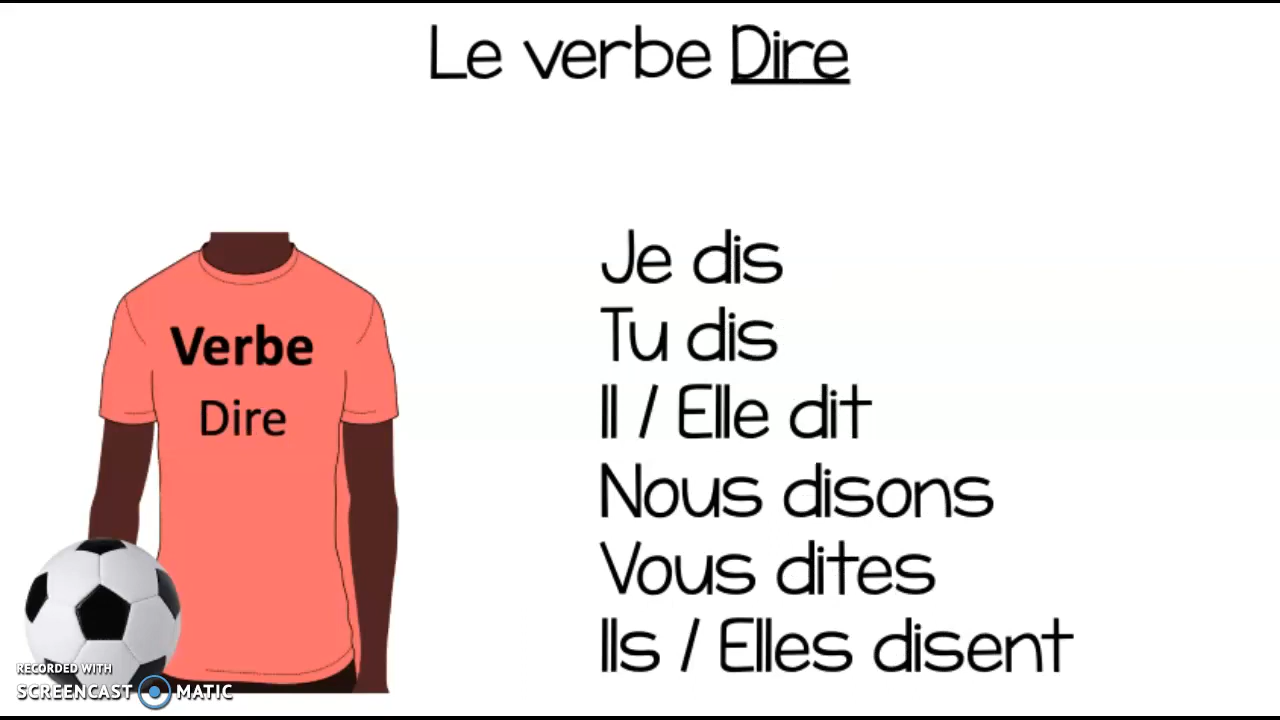 Le verbe Dire
Verbe
Dire
Je dis
Tu dis
Il / Elle dit
Nous disons
Vous dites
Ils / Elles disent
RECORDED WITH
SCREENCAST MATIC